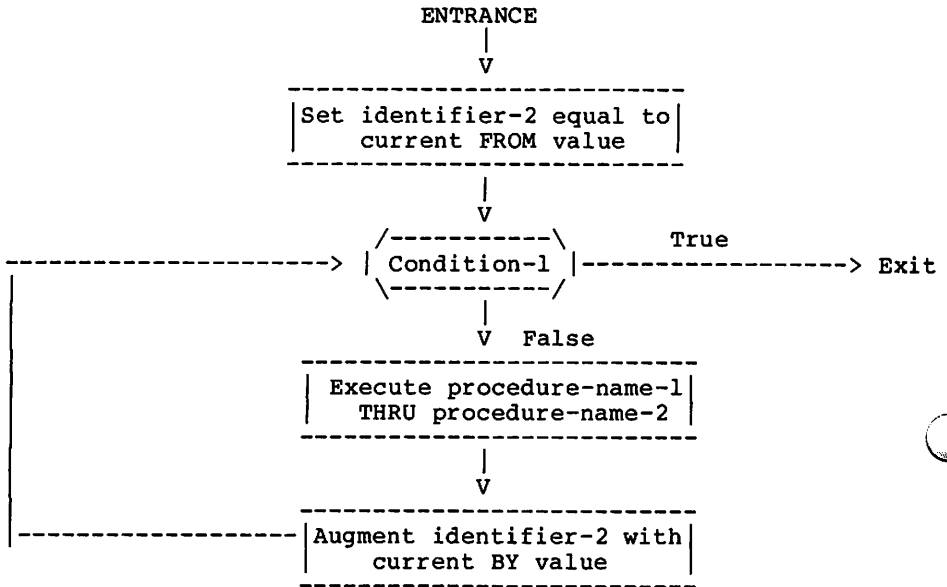 ENTRANCE
Set identifier-2 equal to
current FROM value
True
Condition-1
Exit
False
Execute procedure-name-1
THRU procedure-name-2
Augment identifier-2 with
current BY value